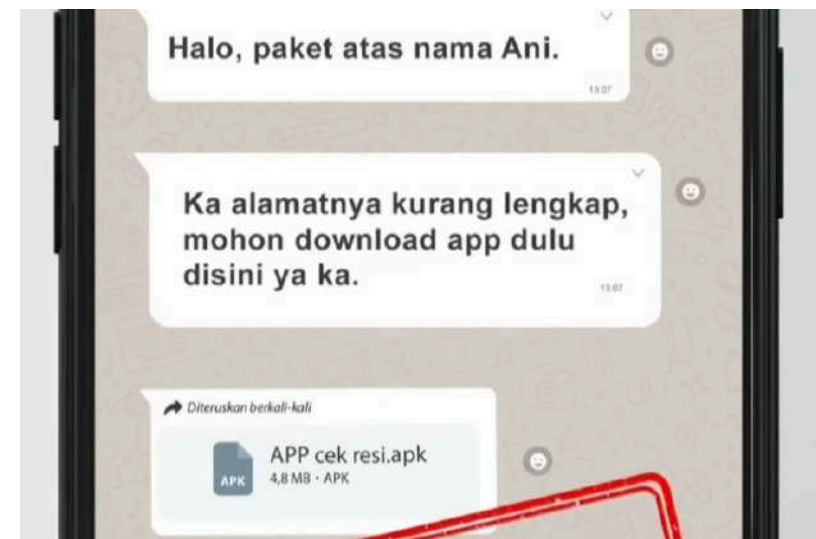 Halo, paket atas nama Ani.
13.07
Ka alamatnya kurang lengkap,
mohon download app dulu
disini ya ka.
13.07
Diteruskan berkali-kali
APP cek resi.apk
APK
4,8 MB · APK